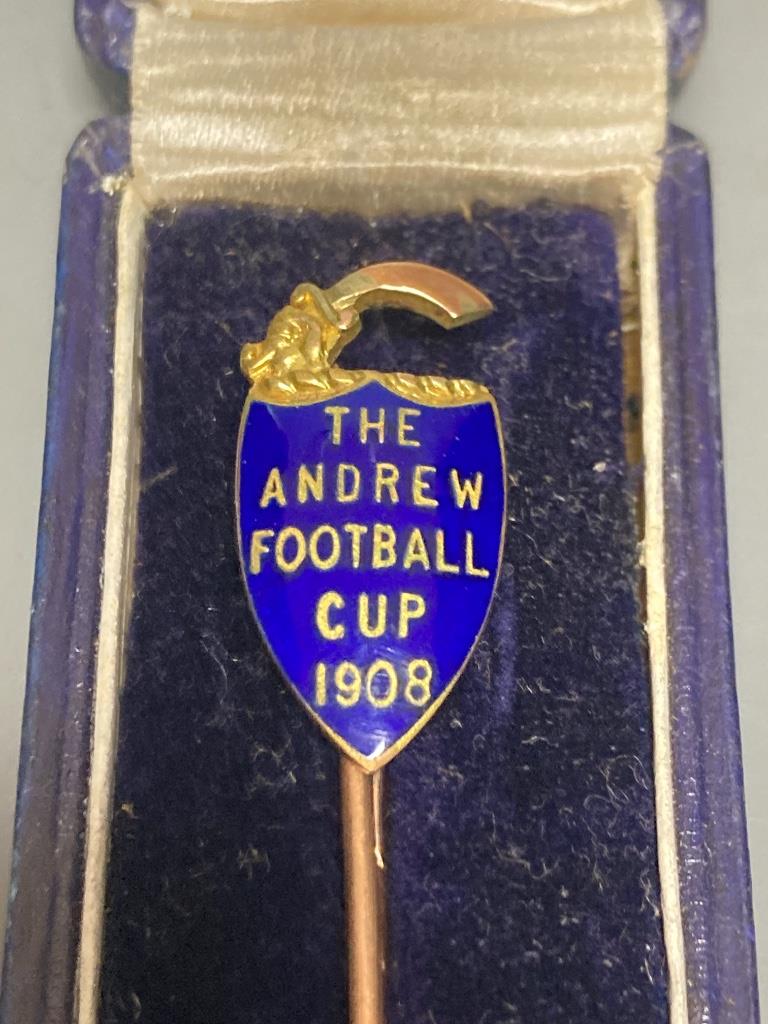 THE
ANDREW
FOOTBALL
CUP
1908